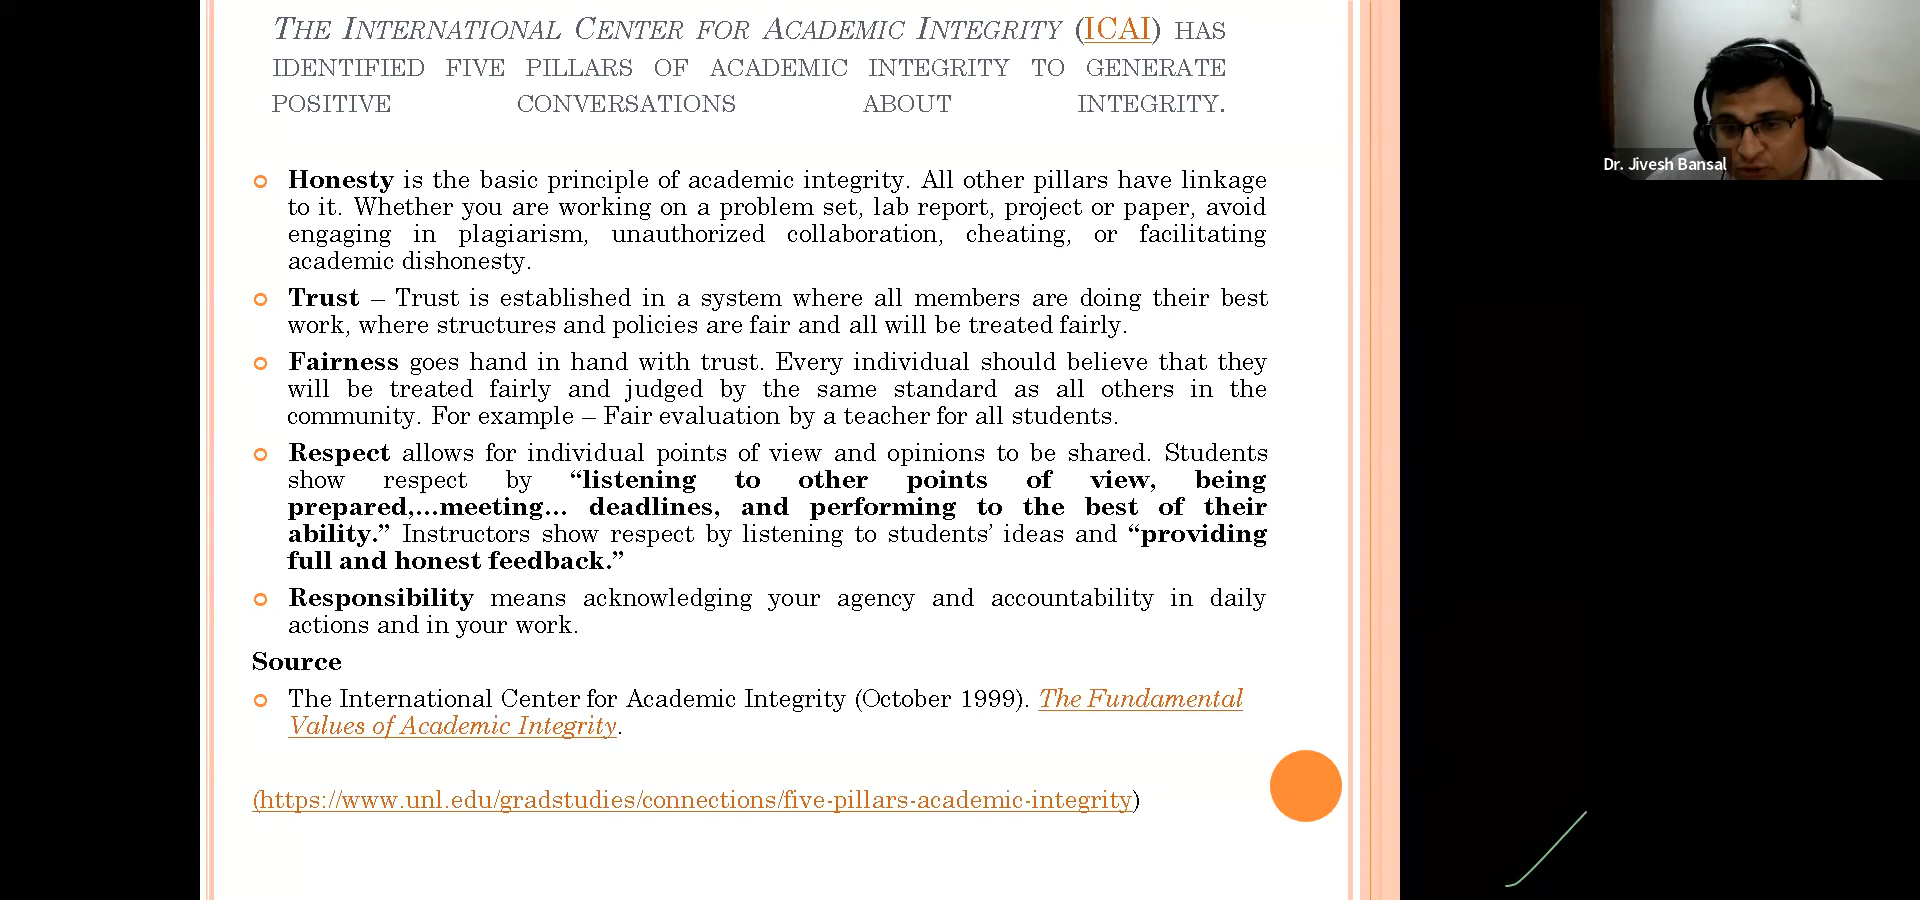 THE INTERNATIONAL CENTER FOR ACADEMIC INTEGRITY (ICAI) HAS
IDENTIFIED FIVE PILLARS OF ACADEMIC INTEGRITY TO GENERATE
POSITIVE CONVERSATIONS ABOUT INTEGRITY.
Honesty is the basic principle of academic integrity. All other pillars have linkage
to it. Whether you are working on a problem set, lab report, project or paper, avoid
engaging in plagiarism, unauthorized collaboration, cheating, or facilitating
academic dishonesty.
Trust – Trust is established in a system where all members are doing their best
work, where structures and policies are fair and all will be treated fairly.
Fairness goes hand in hand with trust. Every individual should believe that they
will be treated fairly and judged by the same standard as all others in the
community. For example – Fair evaluation by a teacher for all students.
Respect allows for individual points of view and opinions to be shared. Students
show respect by “listening to other points of view, being
prepared,...meeting... deadlines, and performing to the best of their
ability.” Instructors show respect by listening to students’ ideas and “providing
full and honest feedback.”
Responsibility means acknowledging your agency and accountability in daily
actions and in your work.
Source
The International Center for Academic Integrity (October 1999). The Fundamental
Values of Academic Integrity.
(https://www.unl.edu/gradstudies/connections/five-pillars-academic-integrity)
Dr. Jivesh Bansal